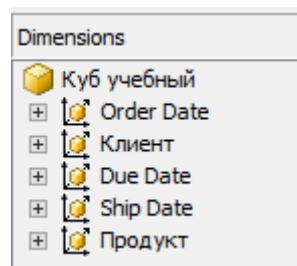 Dimensions
Куб учебный
Order Date
Клиент
Due Date
Ship Date
Продукт